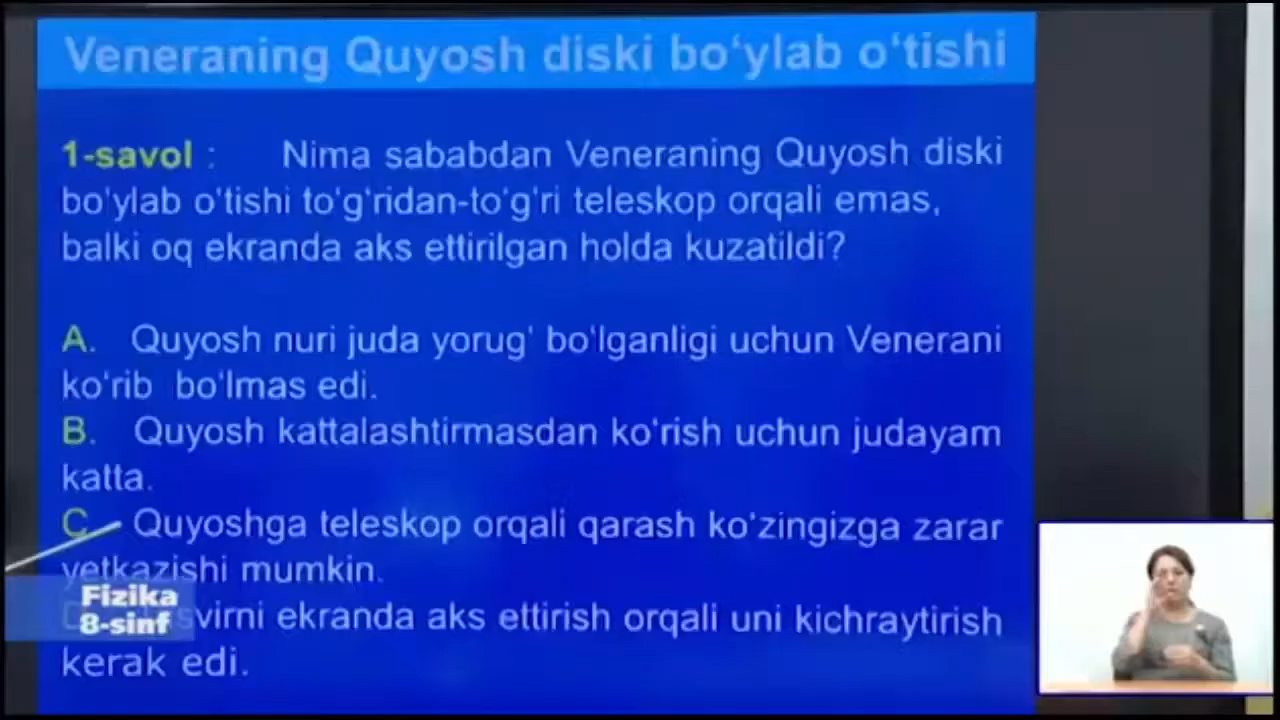 Veneraning Quyosh diski bo‘ylab o‘tishi
1-savol : Nima sababdan Veneraning Quyosh diski
bo'ylab o'tishi to'g'ridan-to'g'ri teleskop orqali emas,
balki oq ekranda aks ettirilgan holda kuzatildi?
A. Quyosh nuri juda yorug' bo'lganligi uchun Venerani
ko'rib bo'lmas edi.
B. Quyosh kattalashtirmasdan ko'rish uchun judayam
katta.
C. Quyoshga teleskop orqali qarash ko'zingizga zarar
yetkazishi mumkin.
ekranda aks ettirish orqali uni kichraytirish
kerak edi.
Fizika
8-sinf